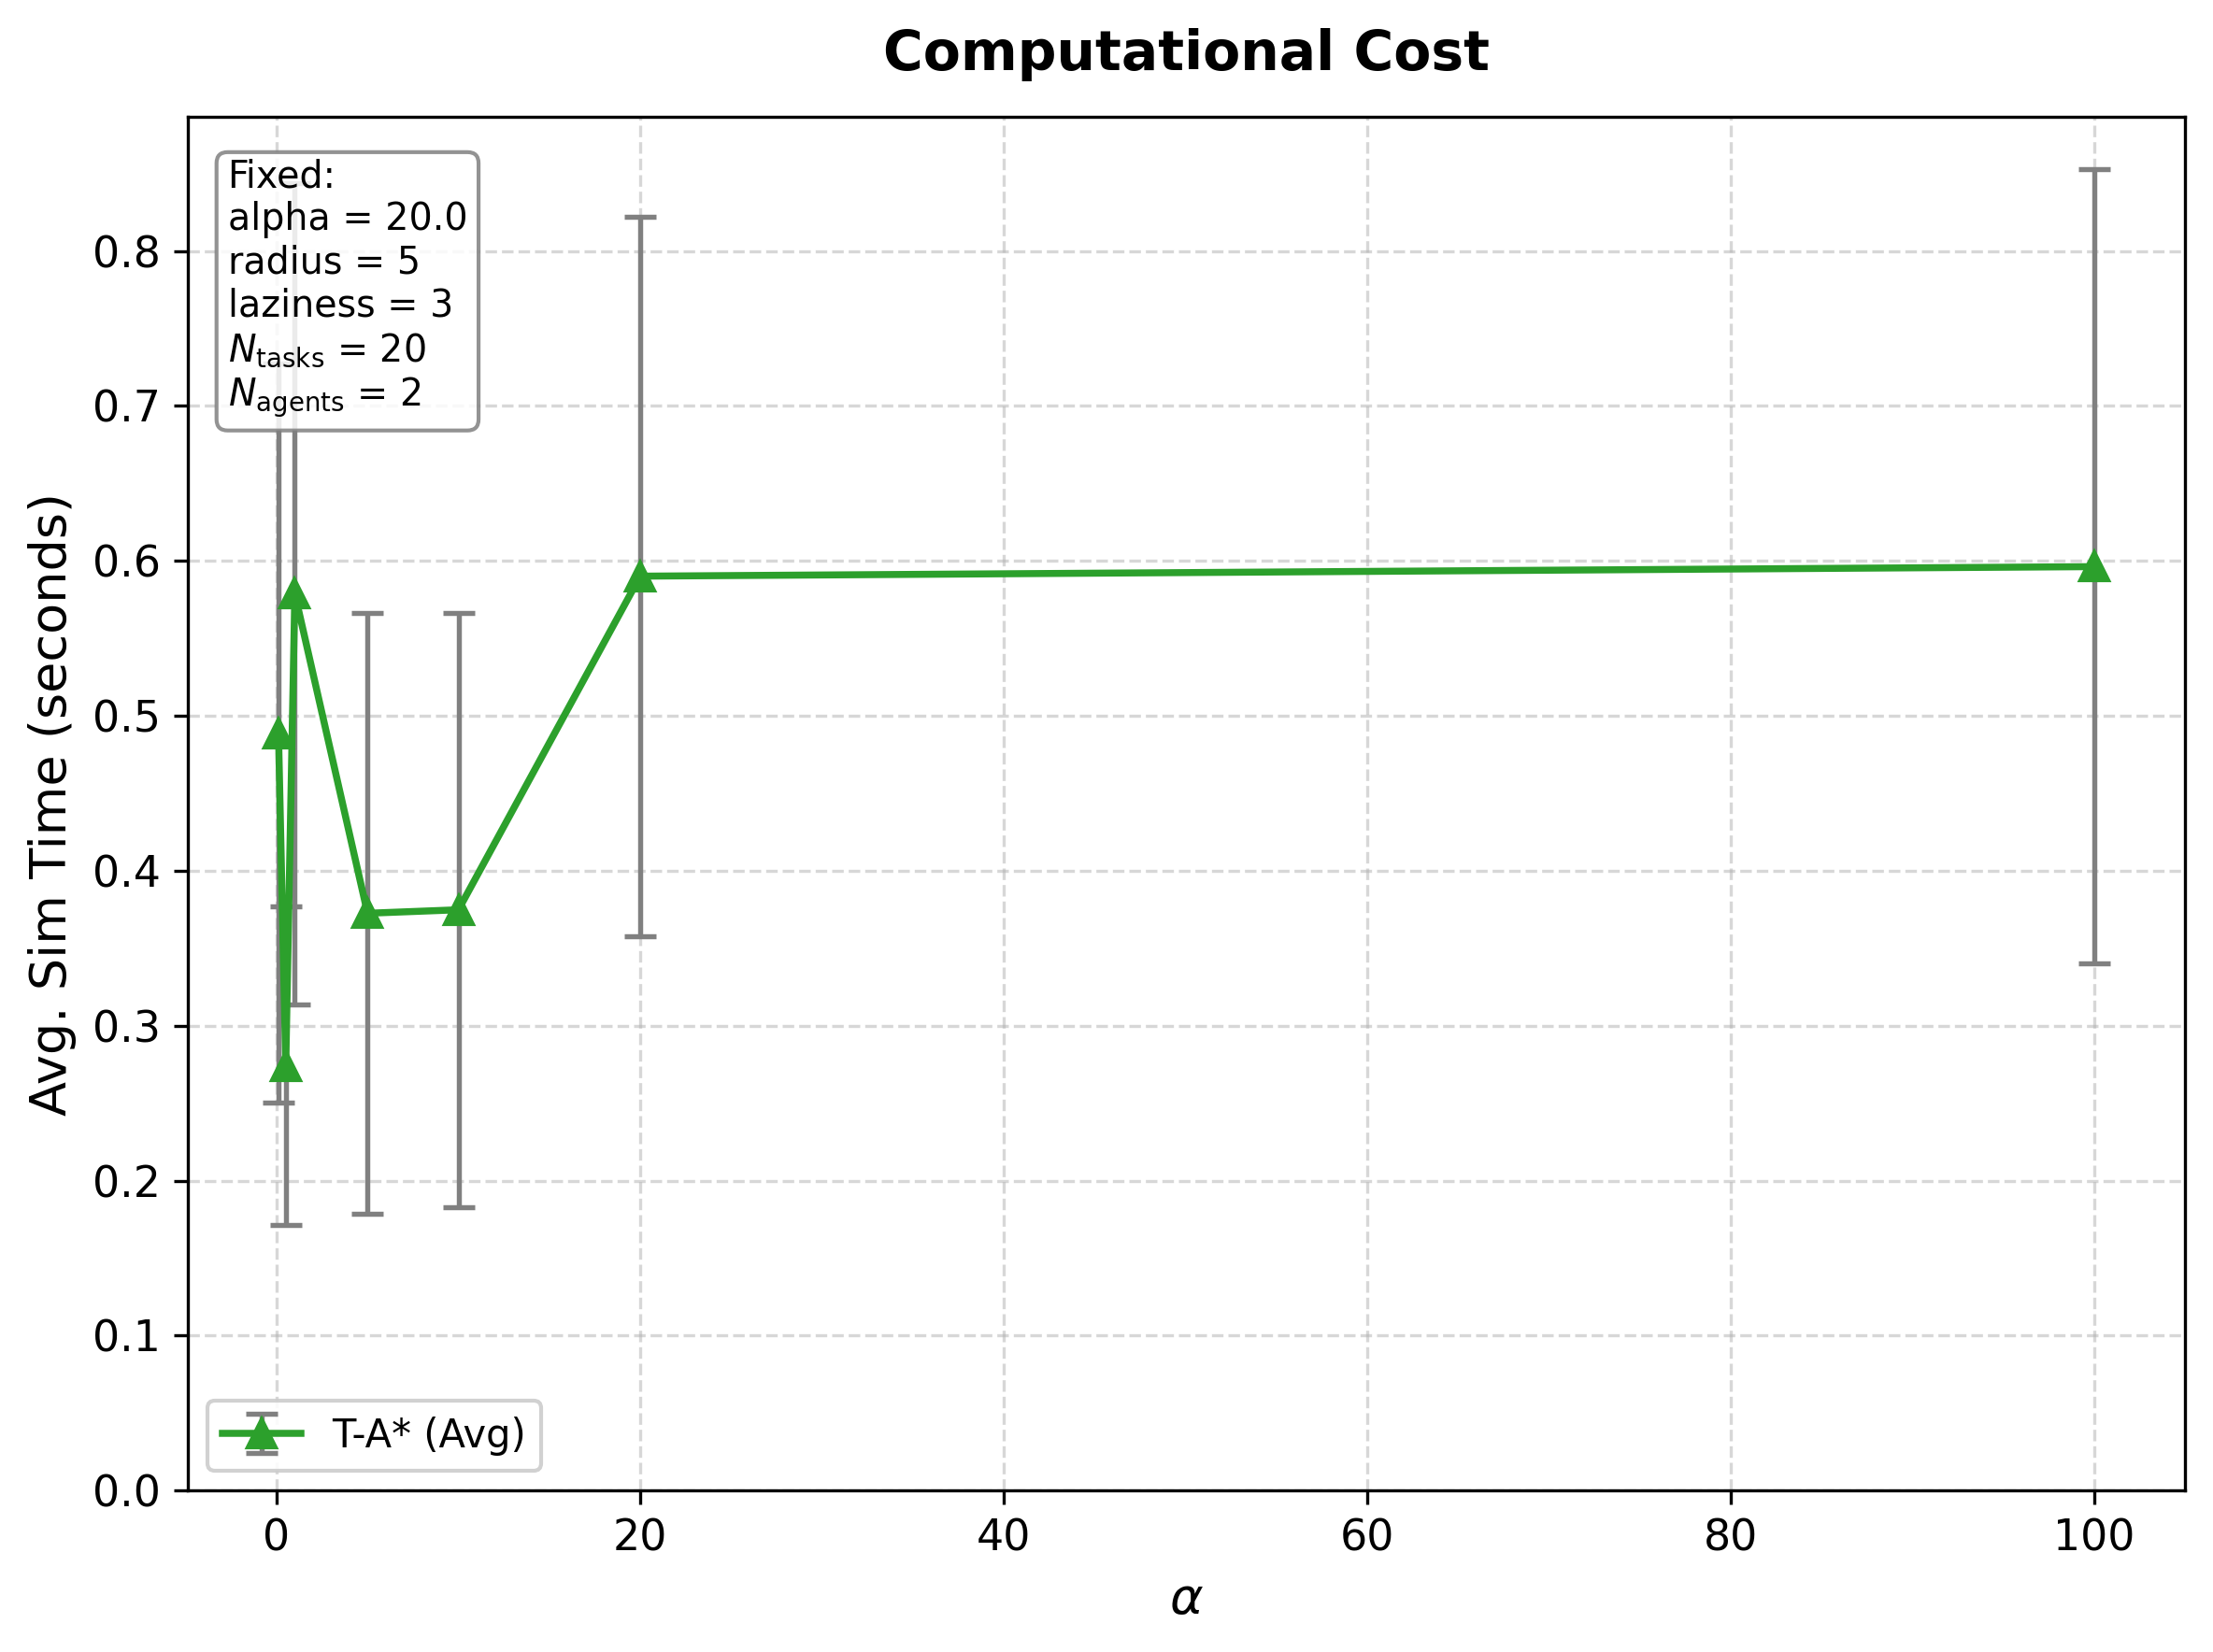 Computational Cost
Fixed:
alpha = 20.0
radius = 5
laziness = 3
N_tasks = 20
N_agents = 2
Avg. Sim Time (seconds)
0.8
0.7
0.6
0.5
0.4
0.3
0.2
0.1
0.0
T-A* (Avg)
0 20 40 60 80 100
α